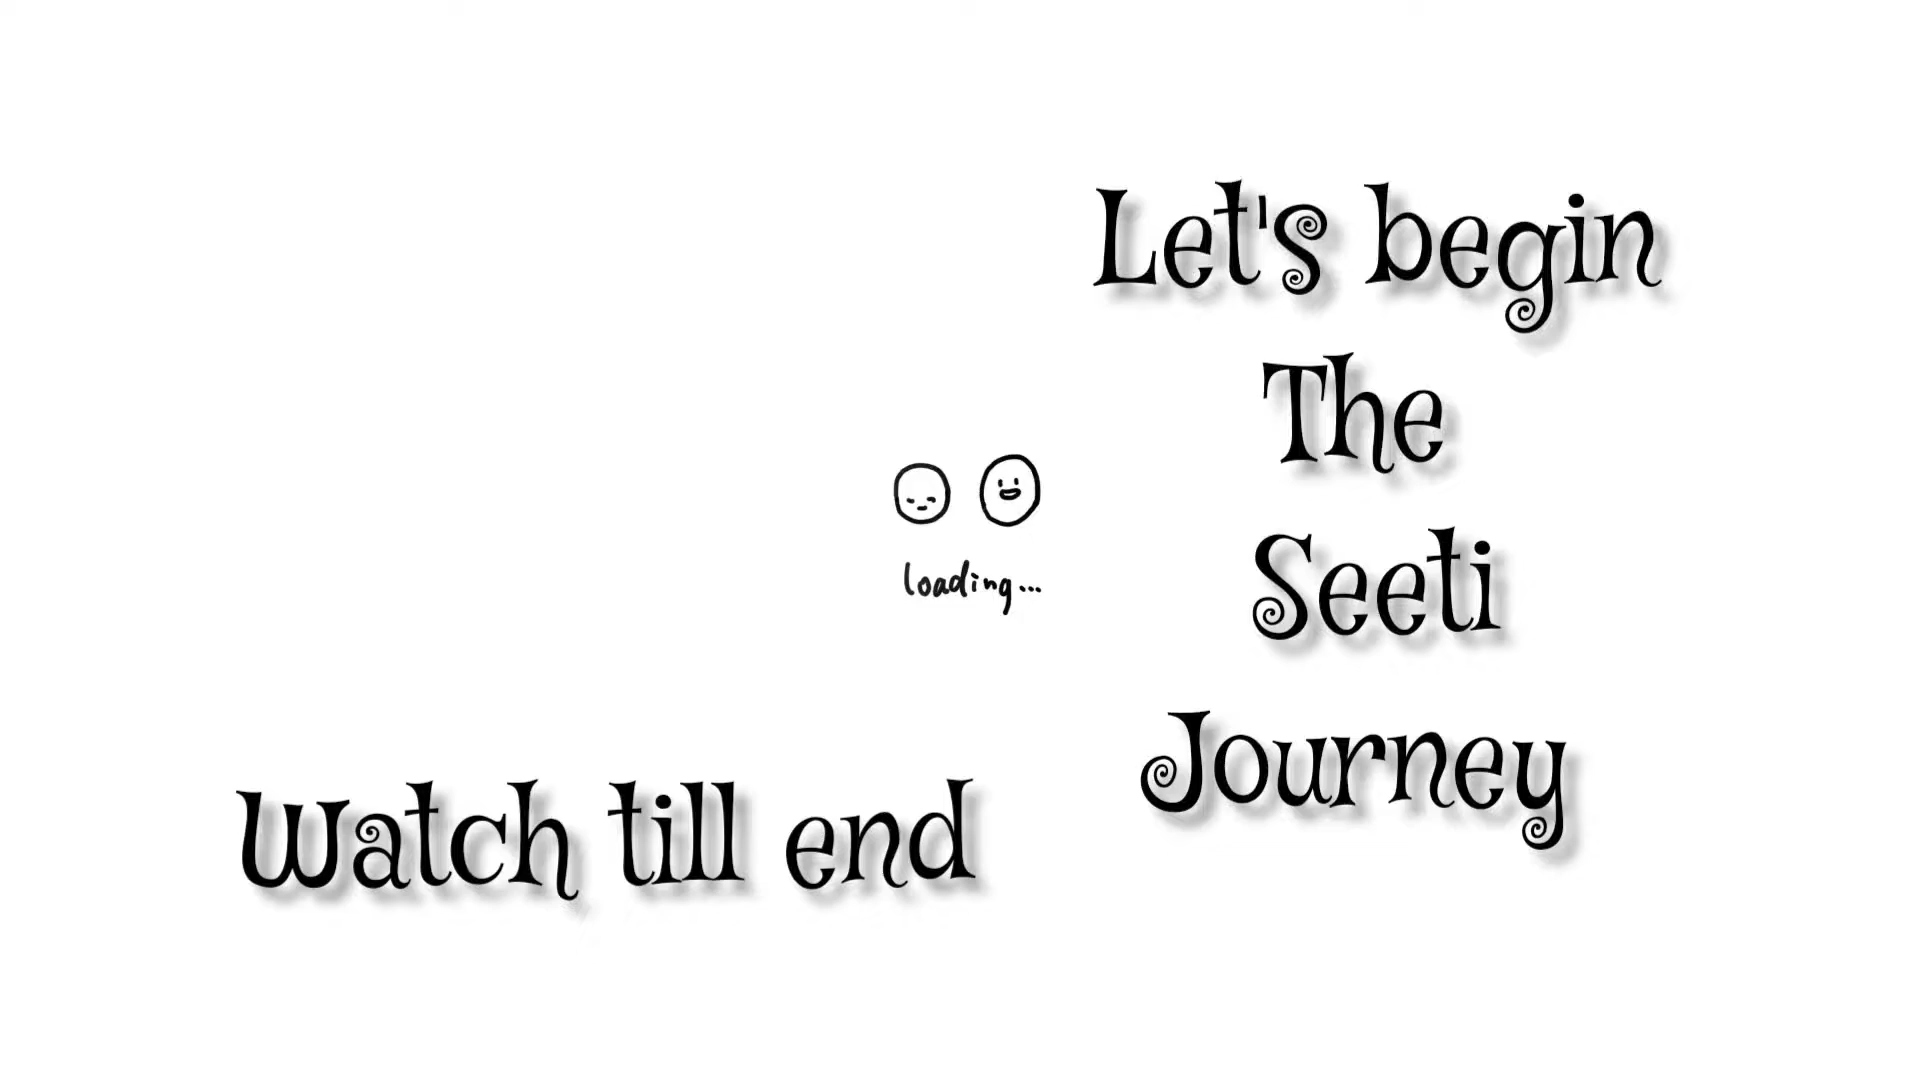 Let's begin
The
Seeti
Journey
loading...
Watch till end